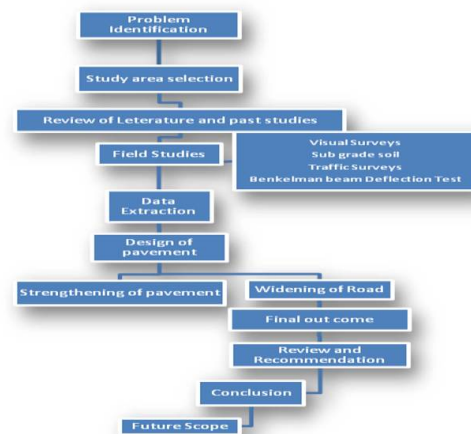 Problem
Identification
Study area selection
Review of Leterature and past studies
Field Studies
Visual Surveys
Sub grade soil
Traffic Surveys
Benkelman beam Deflection Test
Data
Extraction
Design of
pavement
Strengthening of pavement
Widening of Road
Final out come
Review and
Recommendation
Conclusion
Future Scope